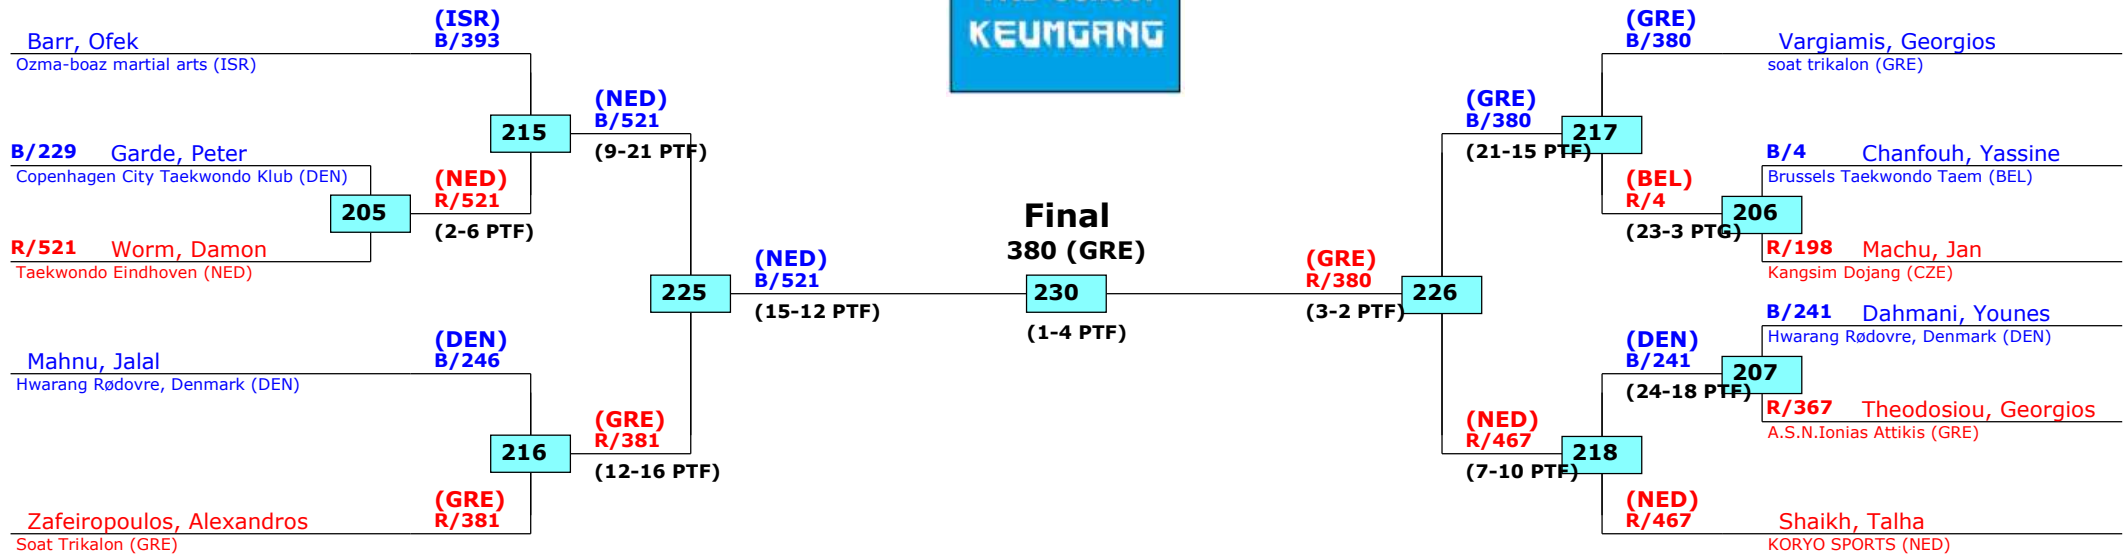 KEUMGANG
(ISR)
B/393
Barr, Ofek
Ozma-boaz martial arts (ISR)
215
(NED)
B/521
(9-21 PTF)
B/229 Garde, Peter
Copenhagen City Taekwondo Klub (DEN)
205
(NED)
R/521
(2-6 PTF)
R/521 Worm, Damon
Taekwondo Eindhoven (NED)
225
(NED)
B/521
(15-12 PTF)
(DEN)
B/246
Mahnu, Jalal
Hwarang Rødovre, Denmark (DEN)
216
(GRE)
R/381
(12-16 PTF)
(GRE)
R/381
Zafeiropoulos, Alexandros
Soat Trikalon (GRE)
Final
380 (GRE)
230
(1-4 PTF)
(GRE)
R/380
(3-2 PTF)
226
(GRE)
B/380
(21-15 PTF)
217
(GRE)
B/380
Vargiamis, Georgios
soat trikalon (GRE)
(BEL)
R/4
(23-3 PTG)
206
B/4 Chanfouh, Yassine
Brussels Taekwondo Taem (BEL)
R/198 Machu, Jan
Kangsim Dojang (CZE)
B/241 Dahmani, Younes
Hwarang Rødovre, Denmark (DEN)
(DEN)
B/241
(24-18 PTF)
207
R/367 Theodosiou, Georgios
A.S.N.Ionias Attikis (GRE)
(NED)
R/467
(7-10 PTF)
218
(NED)
R/467
Shaikh, Talha
KORYO SPORTS (NED)